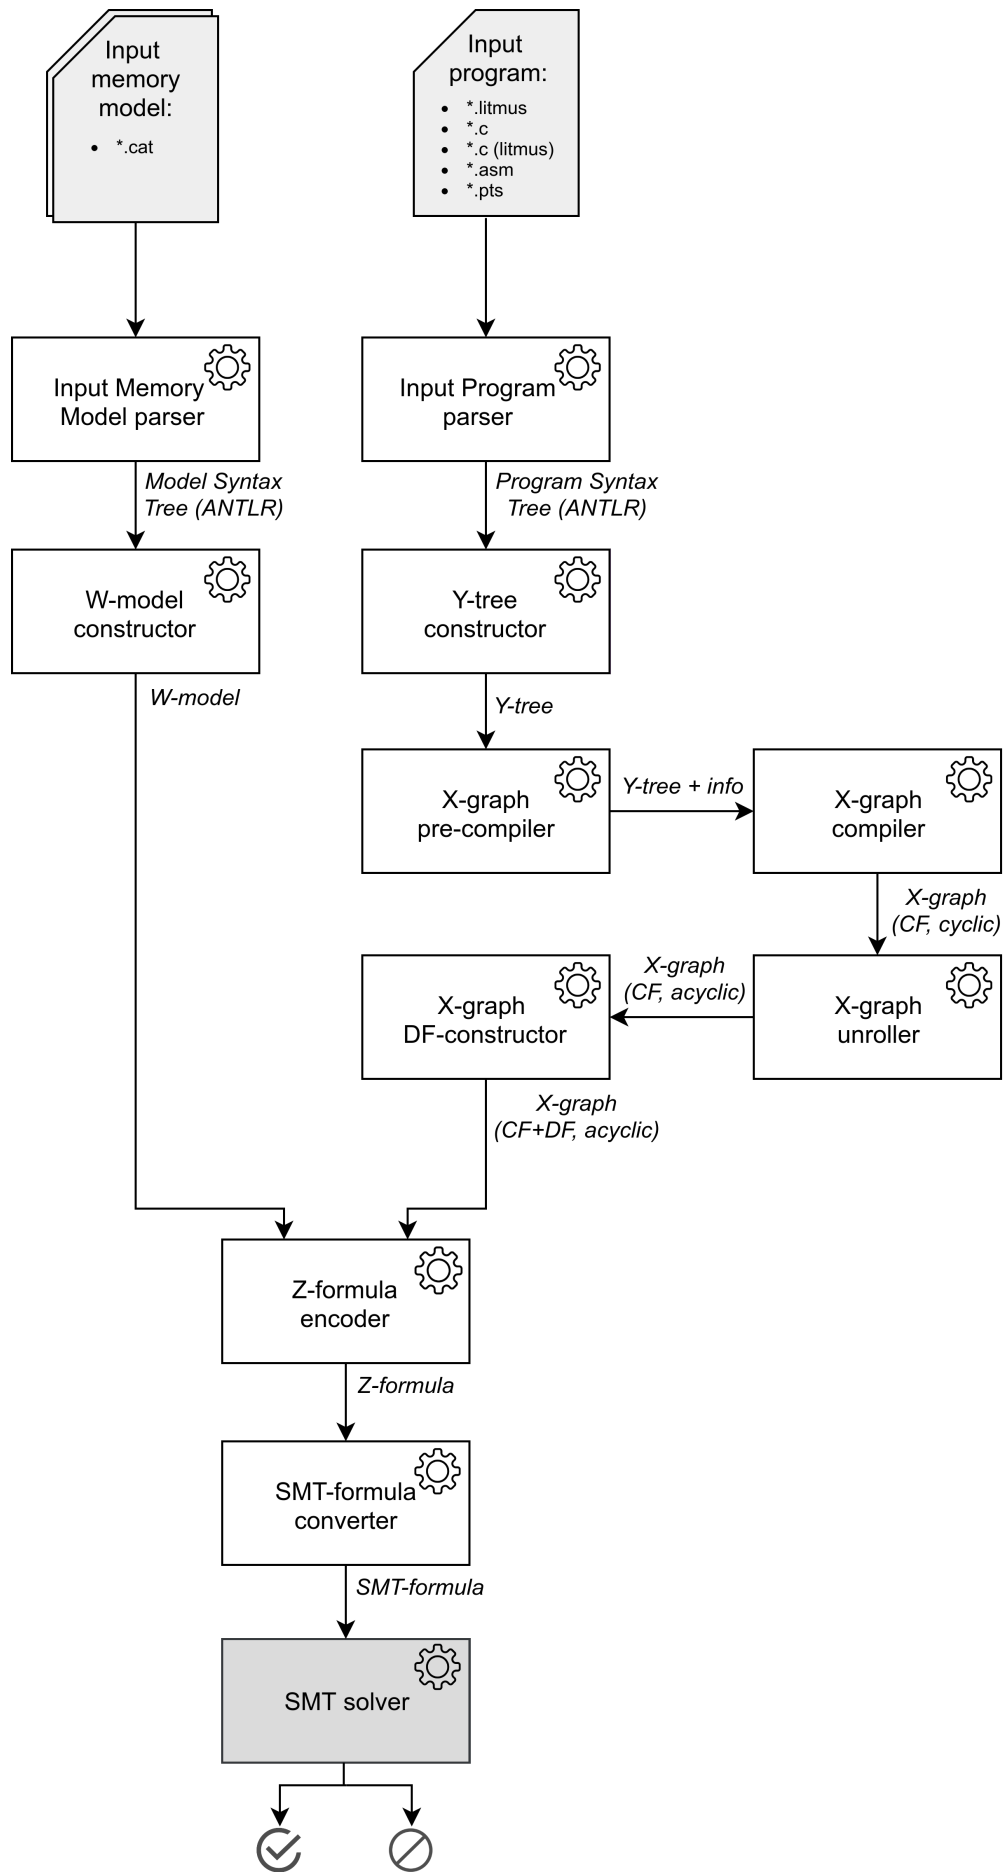 Input
memory
model:
• *.cat
Input
program:
• *.litmus
• *.c
• *.c (litmus)
• *.asm
• *.pts
Input Memory
Model parser
Input Program
parser
Model Syntax
Tree (ANTLR)
Program Syntax
Tree (ANTLR)
W-model
constructor
Y-tree
constructor
W-model
Y-tree
X-graph
pre-compiler
Y-tree + info
X-graph
compiler
X-graph
(CF, cyclic)
X-graph
unroller
X-graph
(CF, acyclic)
X-graph
DF-constructor
X-graph
(CF+DF, acyclic)
Z-formula
encoder
Z-formula
SMT-formula
converter
SMT-formula
SMT solver